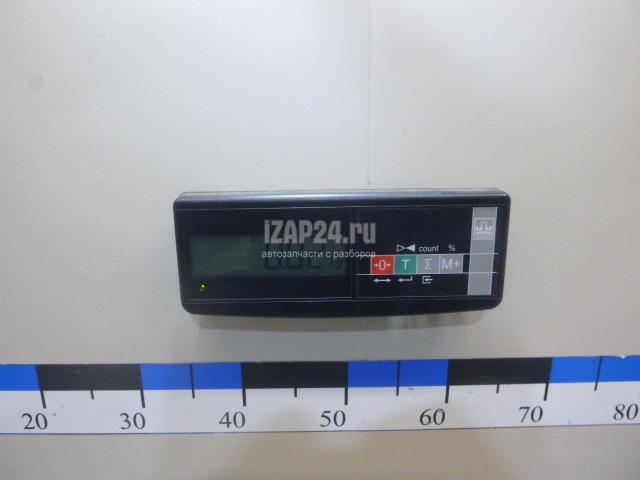 iZAP24.ru
автозапчасти с разборов
count %
→0← T Σ M+
20 30 40 50 60 70 80